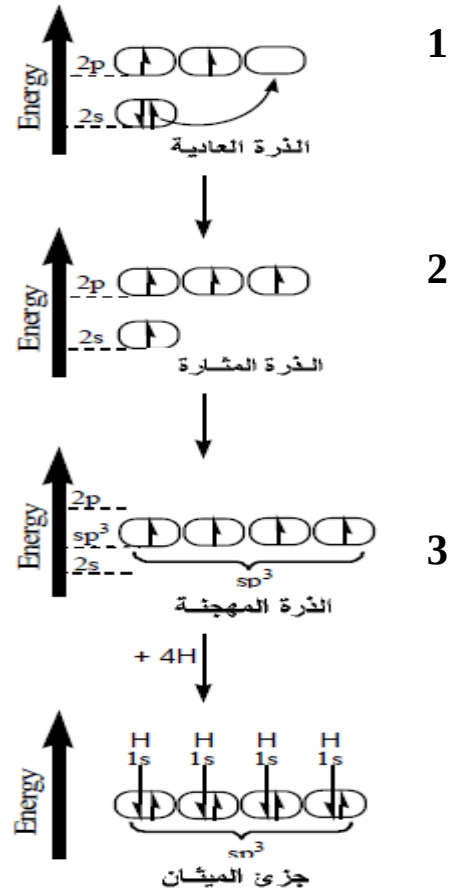 1
Energy
2p
2s
الذرة العادية
2
Energy
2p
2s
الذرة المثارة
3
Energy
2p
sp³
2s
sp³
الذرة المهجنة
+ 4H
Energy
H H H H
1s 1s 1s 1s
sp³
جزئ الميثان